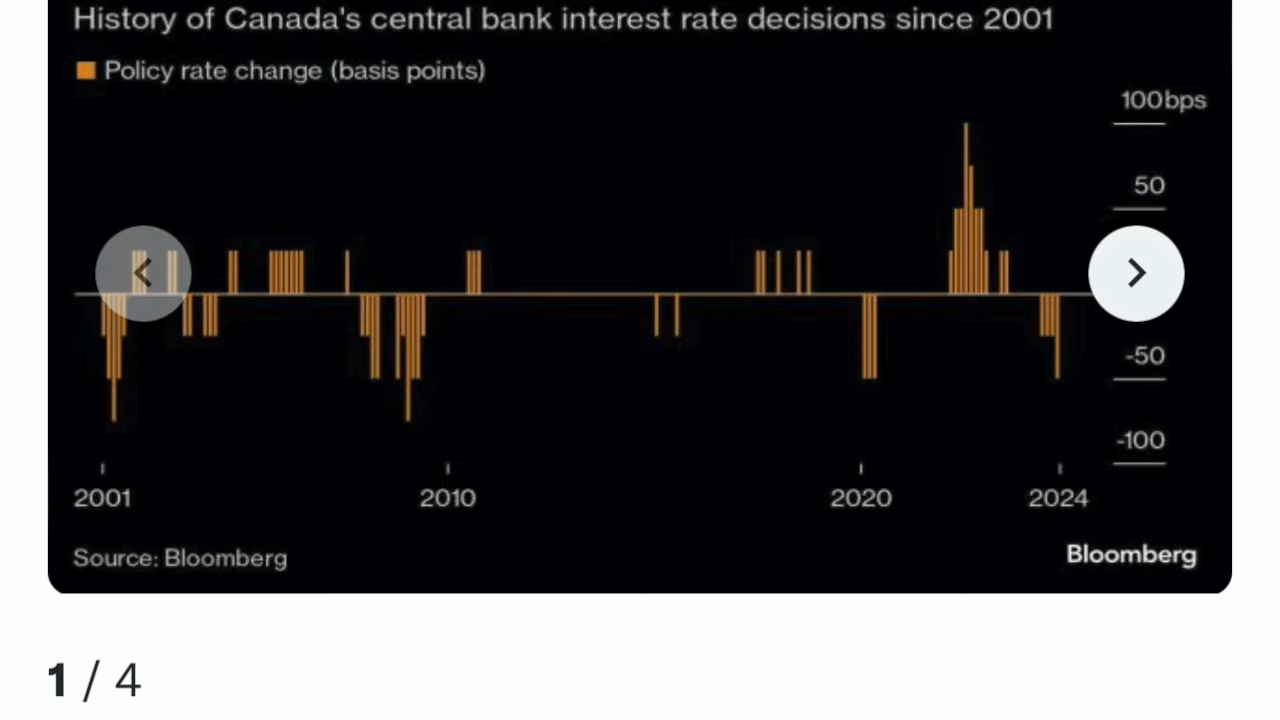 History of Canada's central bank interest rate decisions since 2001
Policy rate change (basis points)
100bps
50
-50
-100
2001 2010 2020 2024
Source: Bloomberg Bloomberg
1 / 4